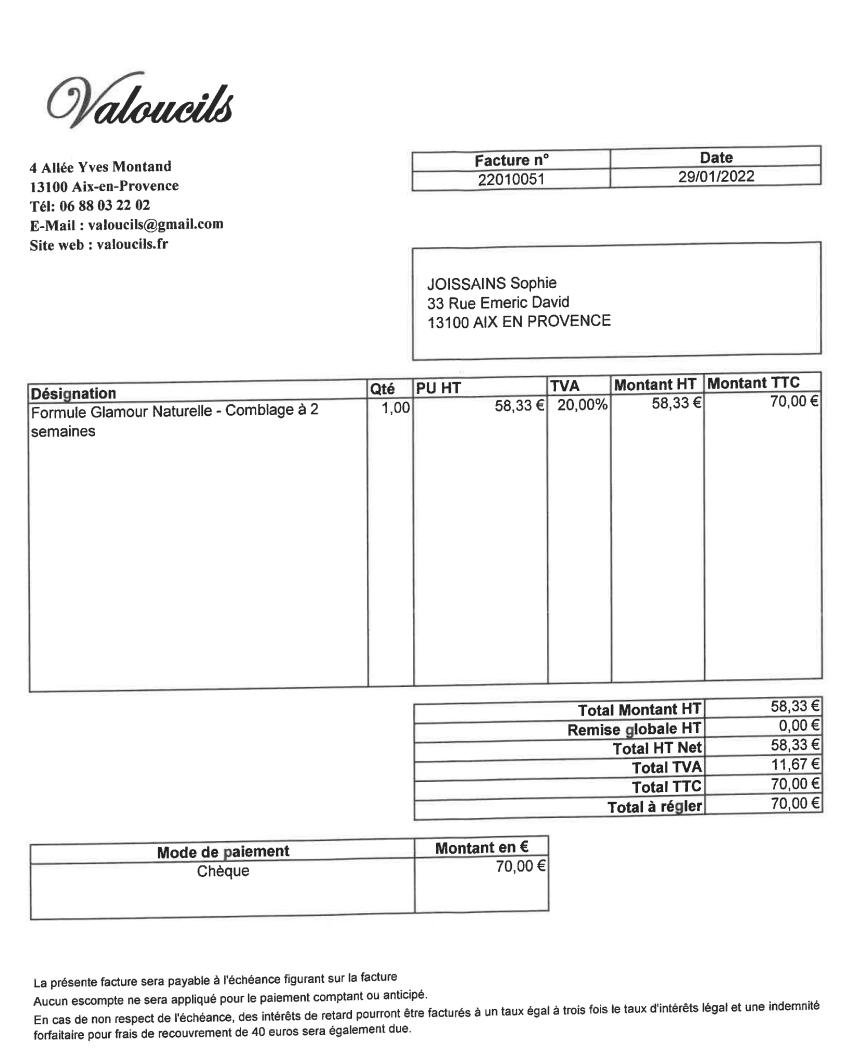 Valoucils
4 Allée Yves Montand
13100 Aix-en-Provence
Tél: 06 88 03 22 02
E-Mail : valoucils@gmail.com
Site web : valoucils.fr
Facture n° Date
22010051 29/01/2022
JOISSAINS Sophie
33 Rue Emeric David
13100 AIX EN PROVENCE
Désignation Qté PU HT TVA Montant HT Montant TTC
Formule Glamour Naturelle - Comblage à 2 1,00 58,33 € 20,00% 58,33 € 70,00 €
semaines
Total Montant HT 58,33 €
Remise globale HT 0,00 €
Total HT Net 58,33 €
Total TVA 11,67 €
Total TTC 70,00 €
Total à régler 70,00 €
Mode de paiement Montant en €
Chèque 70,00 €
La présente facture sera payable à l'échéance figurant sur la facture
Aucun escompte ne sera appliqué pour le paiement comptant ou anticipé.
En cas de non respect de l'échéance, des intérêts de retard pourront être facturés à un taux égal à trois fois le taux d'intérêts légal et une indemnité
forfaitaire pour frais de recouvrement de 40 euros sera également due.